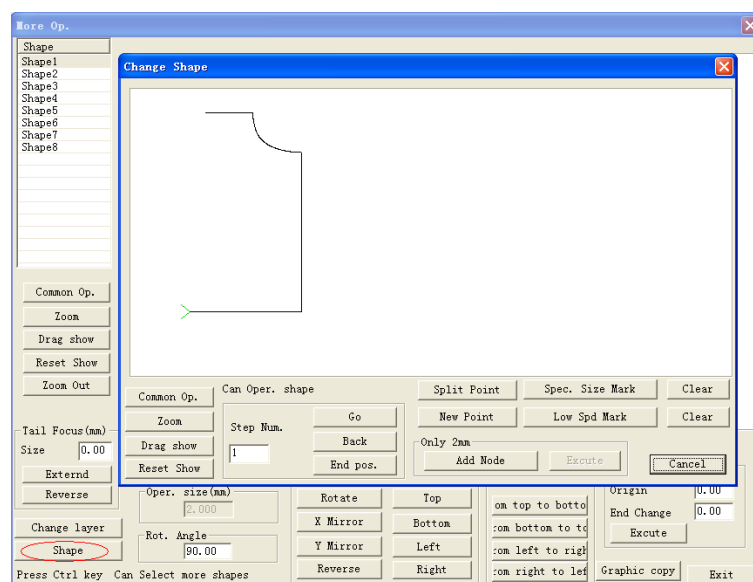 More Op.
Shape
Shape1
Shape2
Shape3
Shape4
Shape5
Shape6
Shape7
Shape8
Common Op.
Zoom
Drag show
Reset Show
Zoom Out
Tail Focus(mm)
Size 0.00
Externd
Reverse
Change layer
Shape
Press Ctrl key Can Select more shapes
Change Shape
Common Op.
Zoom
Drag show
Reset Show
Can Oper. shape
Step Num.
1
Go
Back
End pos.
Split Point
Spec. Size Mark
Clear
New Point
Low Spd Mark
Clear
Only 2mm
Add Node
Excute
Cancel
Oper. size(mm)
2.000
Rot. Angle
90.00
Rotate
X Mirror
Y Mirror
Reverse
Top
Bottom
Left
Right
om top to botto
om bottom to to
om left to righ
om right to lef
Origin 0.00
End Change 0.00
Excute
Graphic copy
Exit